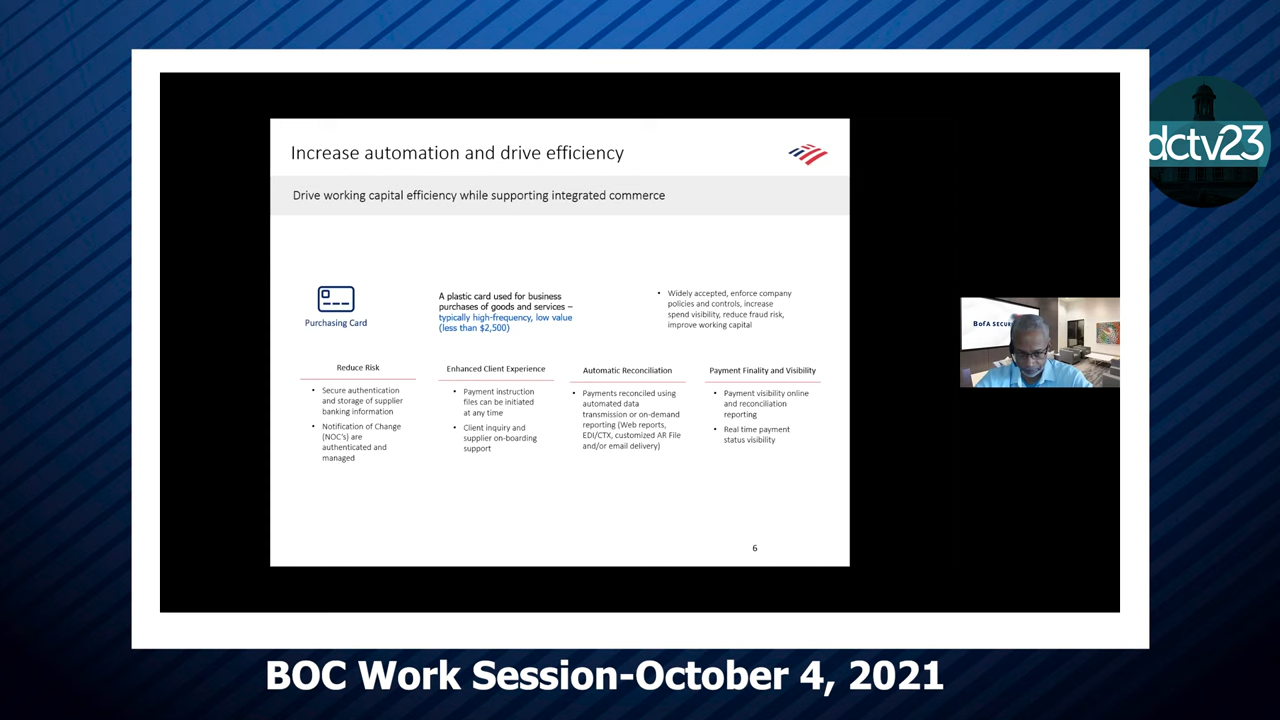 dctv23
Increase automation and drive efficiency
Drive working capital efficiency while supporting integrated commerce
Purchasing Card
A plastic card used for business
purchases of goods and services –
typically high-frequency, low value
(less than $2,500)
• Widely accepted, enforce company
policies and controls, increase
spend visibility, reduce fraud risk,
improve working capital
Reduce Risk
• Secure authentication
and storage of supplier
banking information
• Notification of Change
(NOC's) are
authenticated and
managed
Enhanced Client Experience
• Payment instruction
files can be initiated
at any time
• Client inquiry and
supplier on-boarding
support
Automatic Reconciliation
• Payments reconciled using
automated data
transmission or on-demand
reporting (Web reports,
EDI/CTX, customized AR File
and/or email delivery)
Payment Finality and Visibility
• Payment visibility online
and reconciliation
reporting
• Real time payment
status visibility
6
BofA SECU
BOC Work Session-October 4, 2021